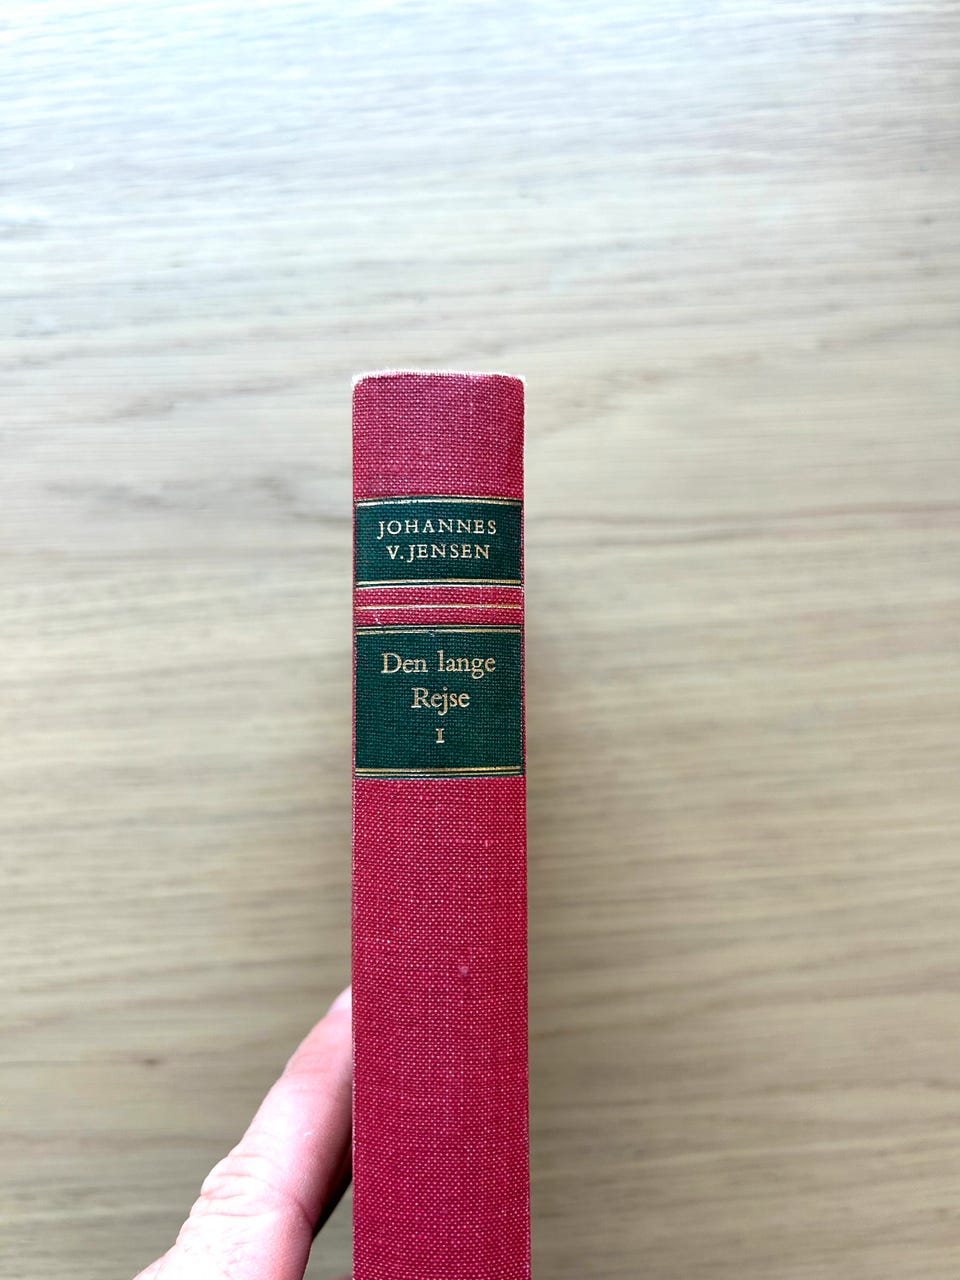 JOHANNES
V. JENSEN
Den lange
Rejse
I